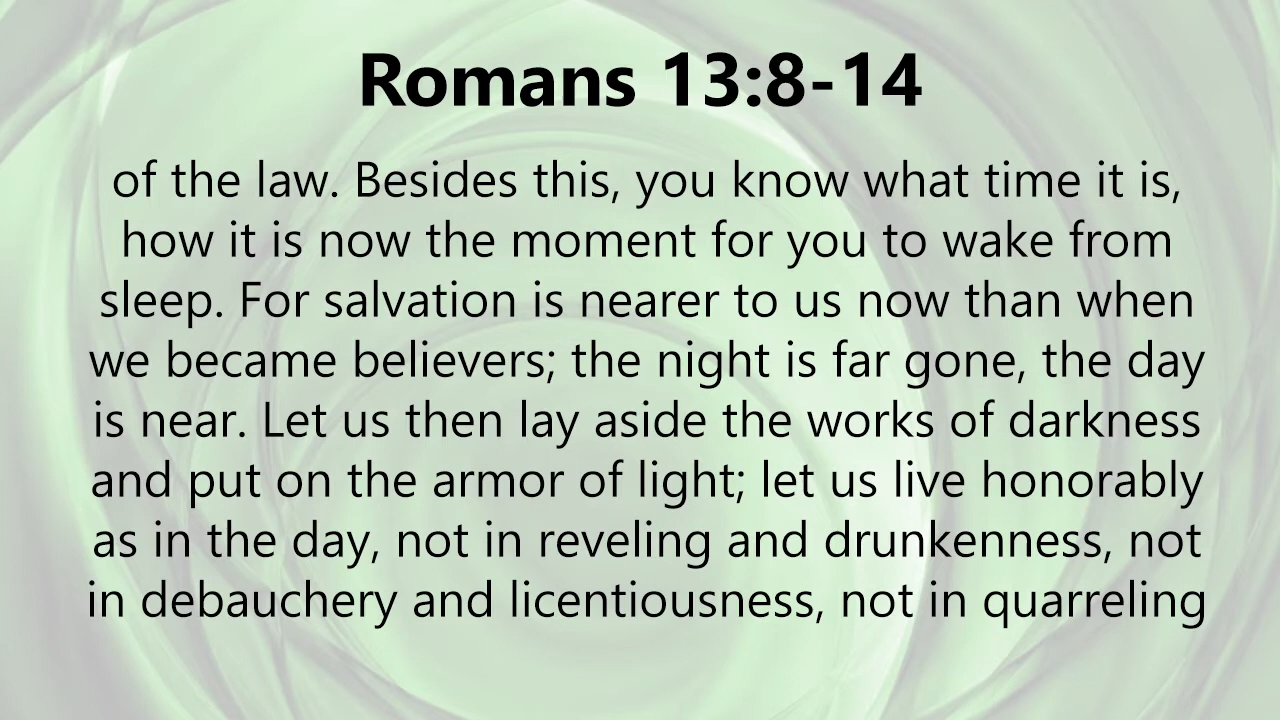 Romans 13:8-14
of the law. Besides this, you know what time it is,
how it is now the moment for you to wake from
sleep. For salvation is nearer to us now than when
we became believers; the night is far gone, the day
is near. Let us then lay aside the works of darkness
and put on the armor of light; let us live honorably
as in the day, not in reveling and drunkenness, not
in debauchery and licentiousness, not in quarreling